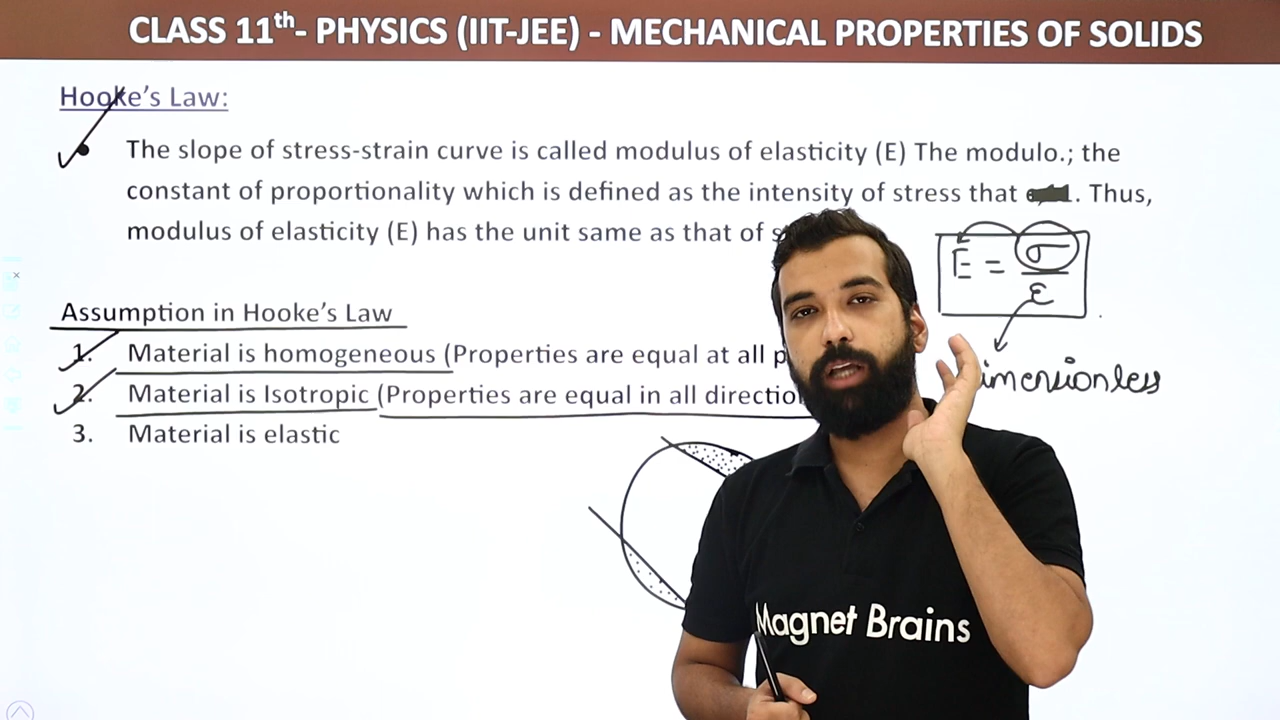 CLASS 11th- PHYSICS (IIT-JEE) - MECHANICAL PROPERTIES OF SOLIDS
Hooke's Law:
• The slope of stress-strain curve is called modulus of elasticity (E) The modulo.; the
constant of proportionality which is defined as the intensity of stress that . Thus,
modulus of elasticity (E) has the unit same as that of
E = σ/ε
imensionless
Assumption in Hooke's Law
1. Material is homogeneous (Properties are equal at all
2. Material is Isotropic (Properties are equal in all
3. Material is elastic
Magnet Brains